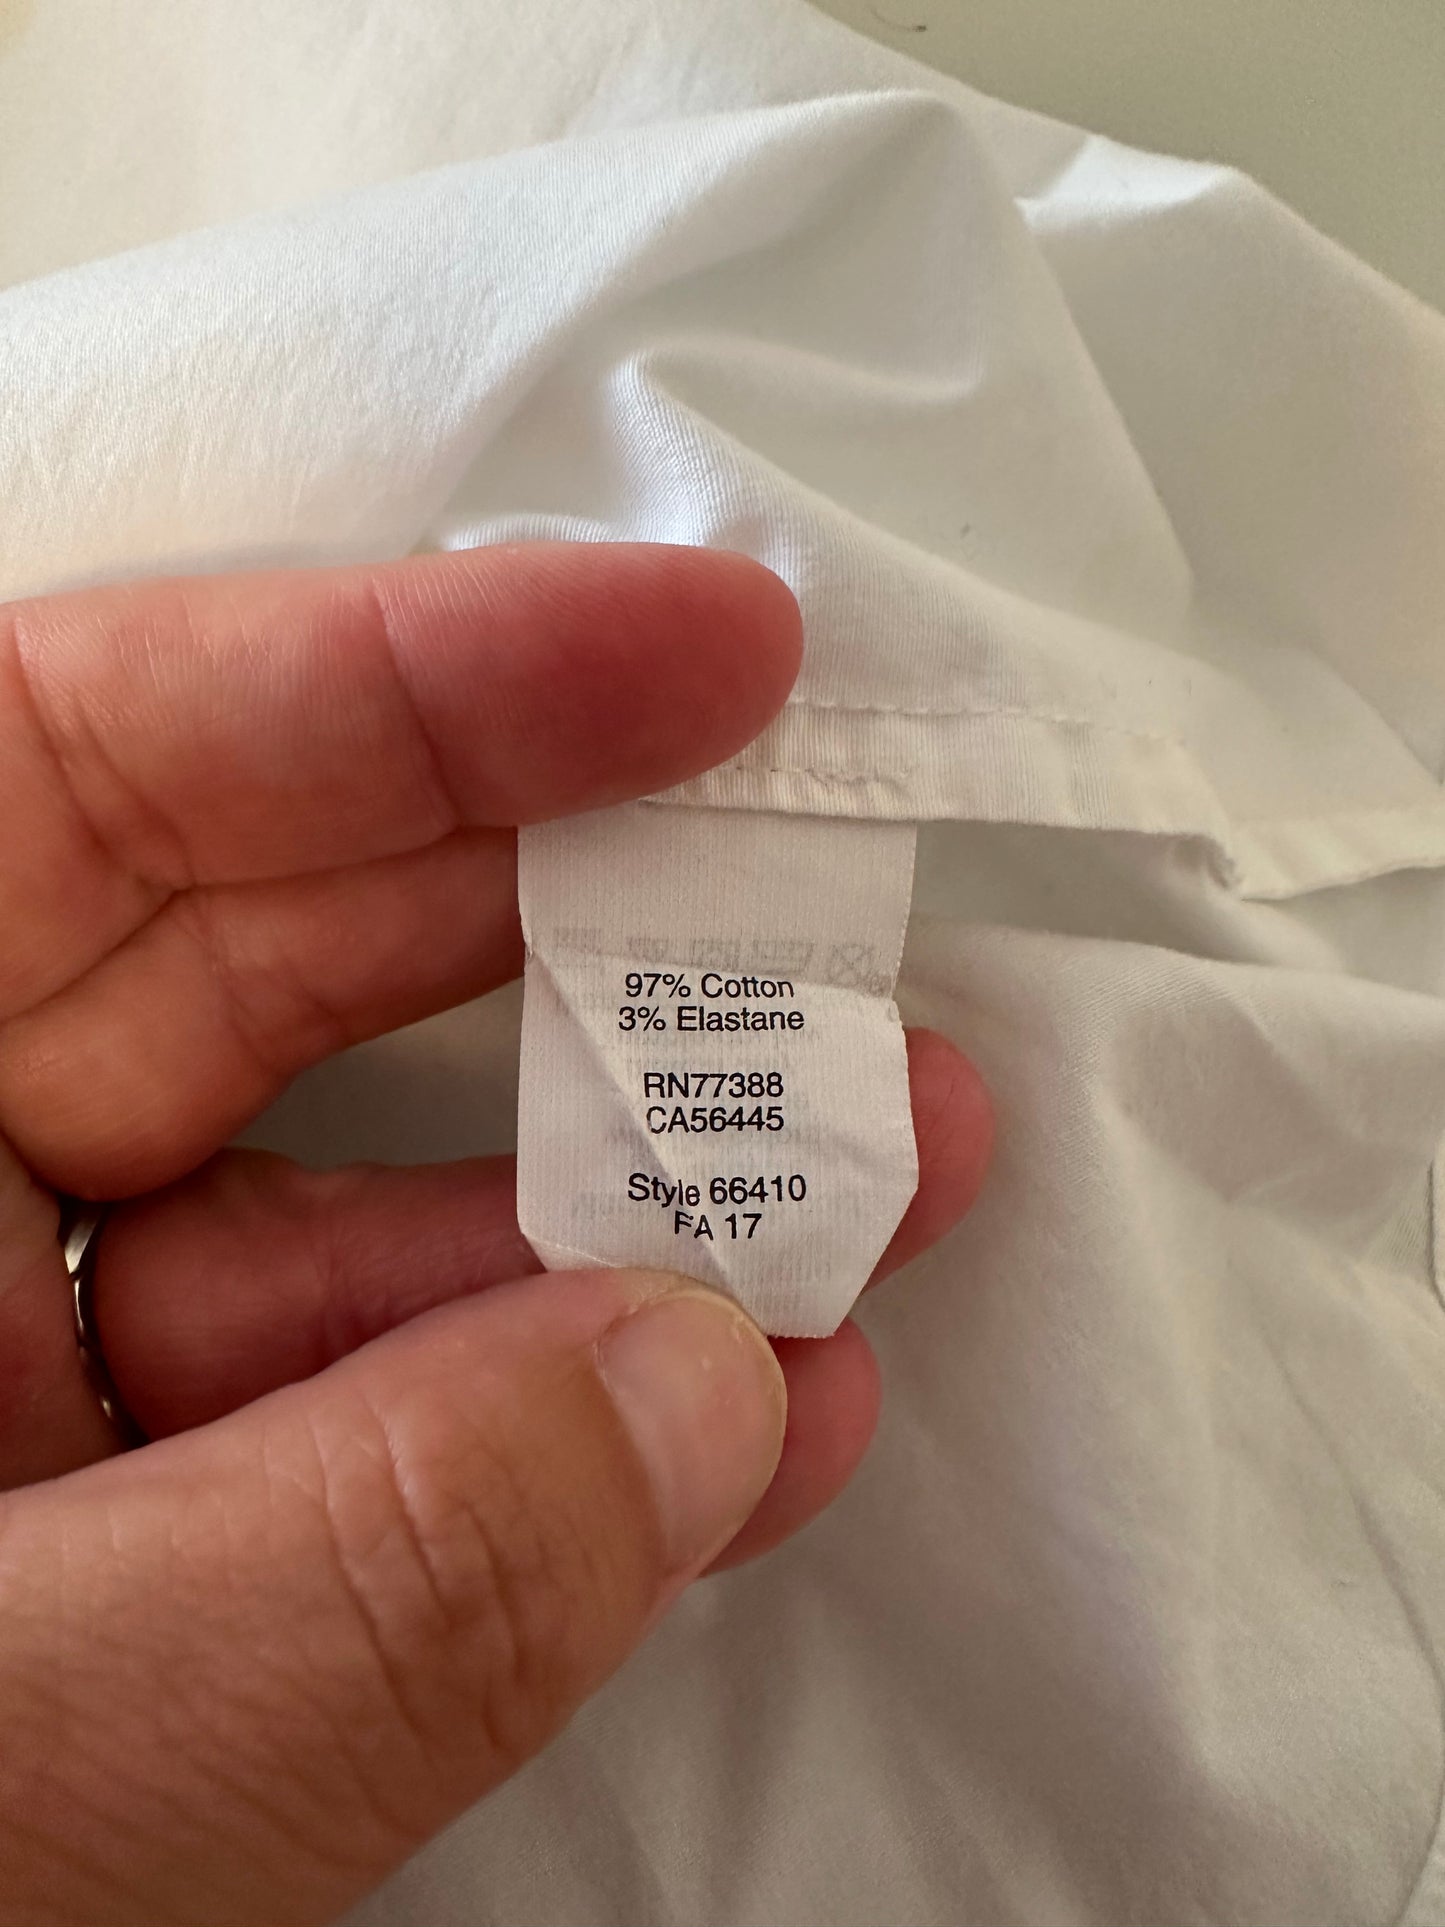 97% Cotton
3% Elastane
RN77388
CA56445
Style 66410
FA 17